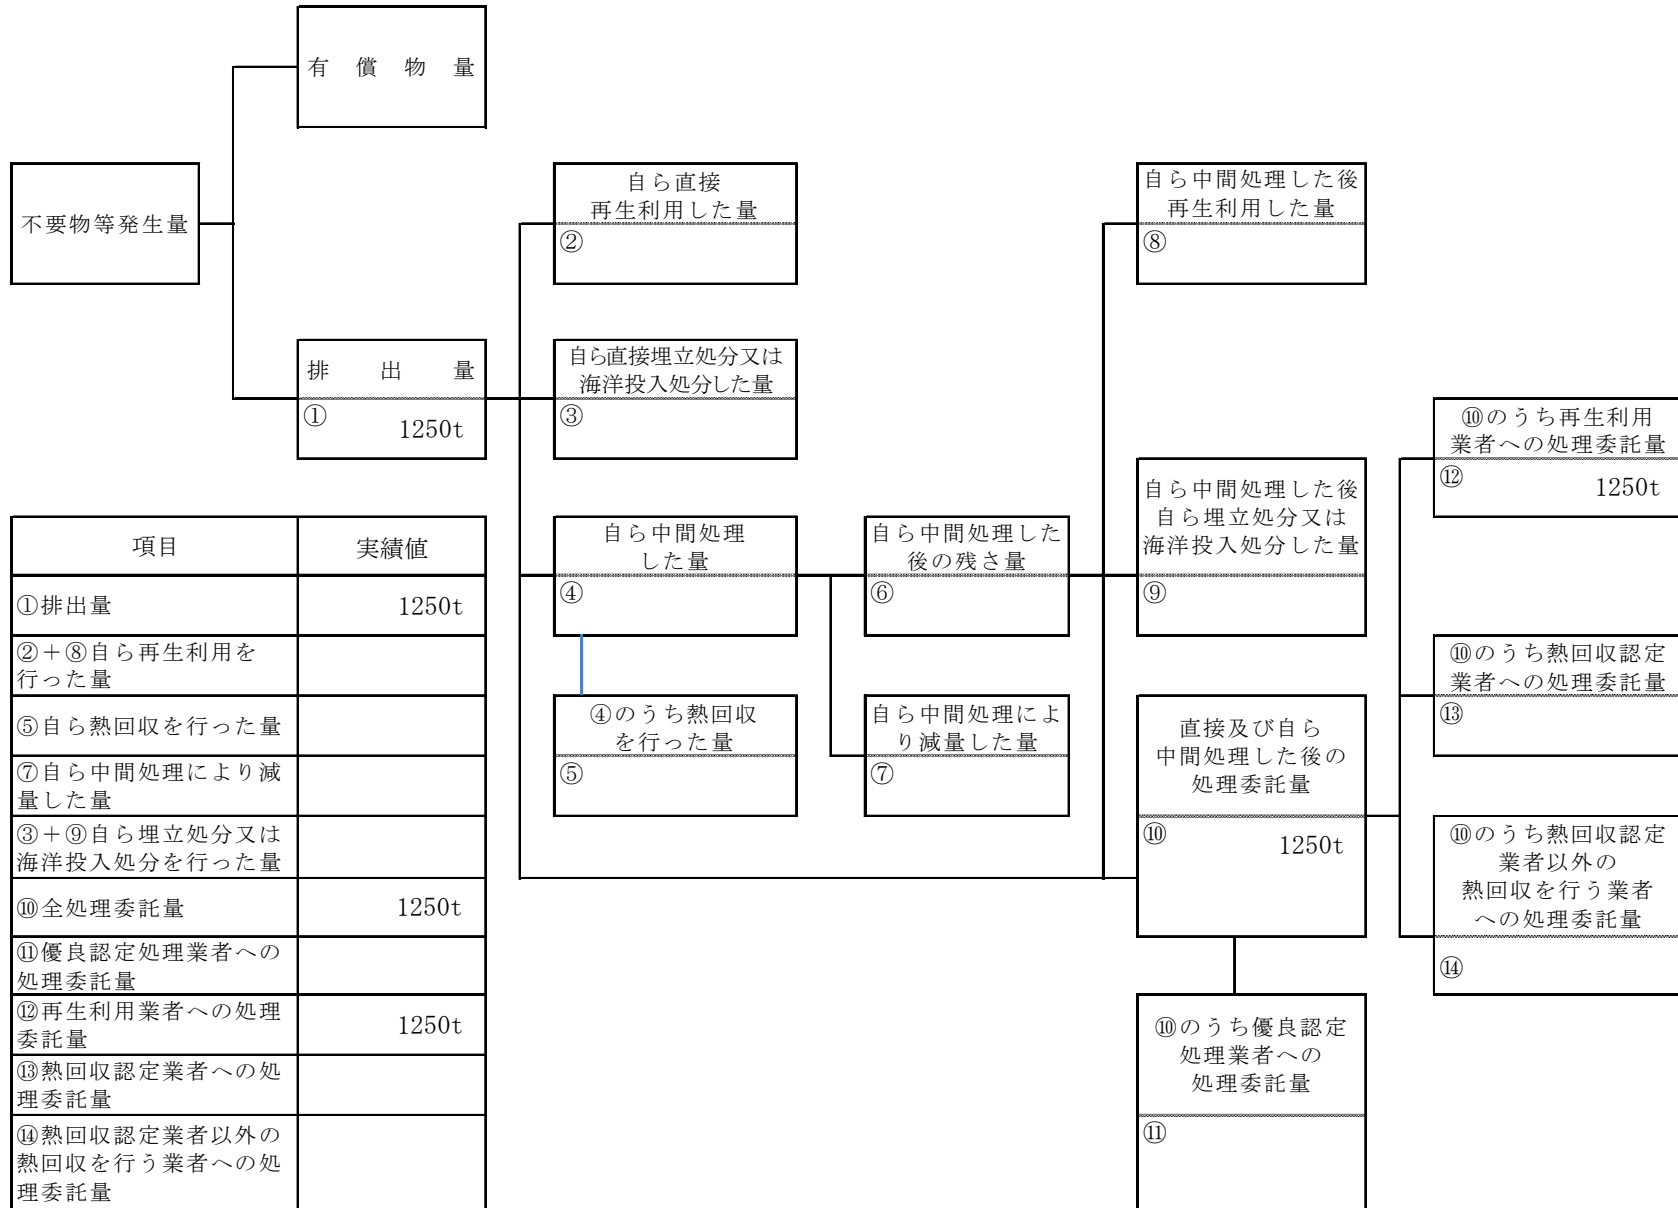 有償物量
不要物等発生量
排出量
①
1250t
自ら直接
再生利用した量
②
自ら直接埋立処分又は
海洋投入処分した量
③
自ら中間処理
した量
④
④のうち熱回収
を行った量
⑤
自ら中間処理した
後の残さ量
⑥
自ら中間処理によ
り減量した量
⑦
自ら中間処理した後
再生利用した量
⑧
自ら中間処理した後
自ら埋立処分又は
海洋投入処分した量
⑨
直接及び自ら
中間処理した後の
処理委託量
⑩
1250t
⑩のうち優良認定
処理業者への
処理委託量
⑪
⑩のうち再生利用
業者への処理委託量
⑫
1250t
⑩のうち熱回収認定
業者への処理委託量
⑬
⑩のうち熱回収認定
業者以外の
熱回収を行う業者
への処理委託量
⑭
項目 実績値
①排出量 1250t
②+⑧自ら再生利用を
行った量
⑤自ら熱回収を行った量
⑦自ら中間処理により減
量した量
③+⑨自ら埋立処分又は
海洋投入処分を行った量
⑩全処理委託量 1250t
⑪優良認定処理業者への
処理委託量
⑫再生利用業者への処理
委託量 1250t
⑬熱回収認定業者への処
理委託量
⑭熱回収認定業者以外の
熱回収を行う業者への処
理委託量